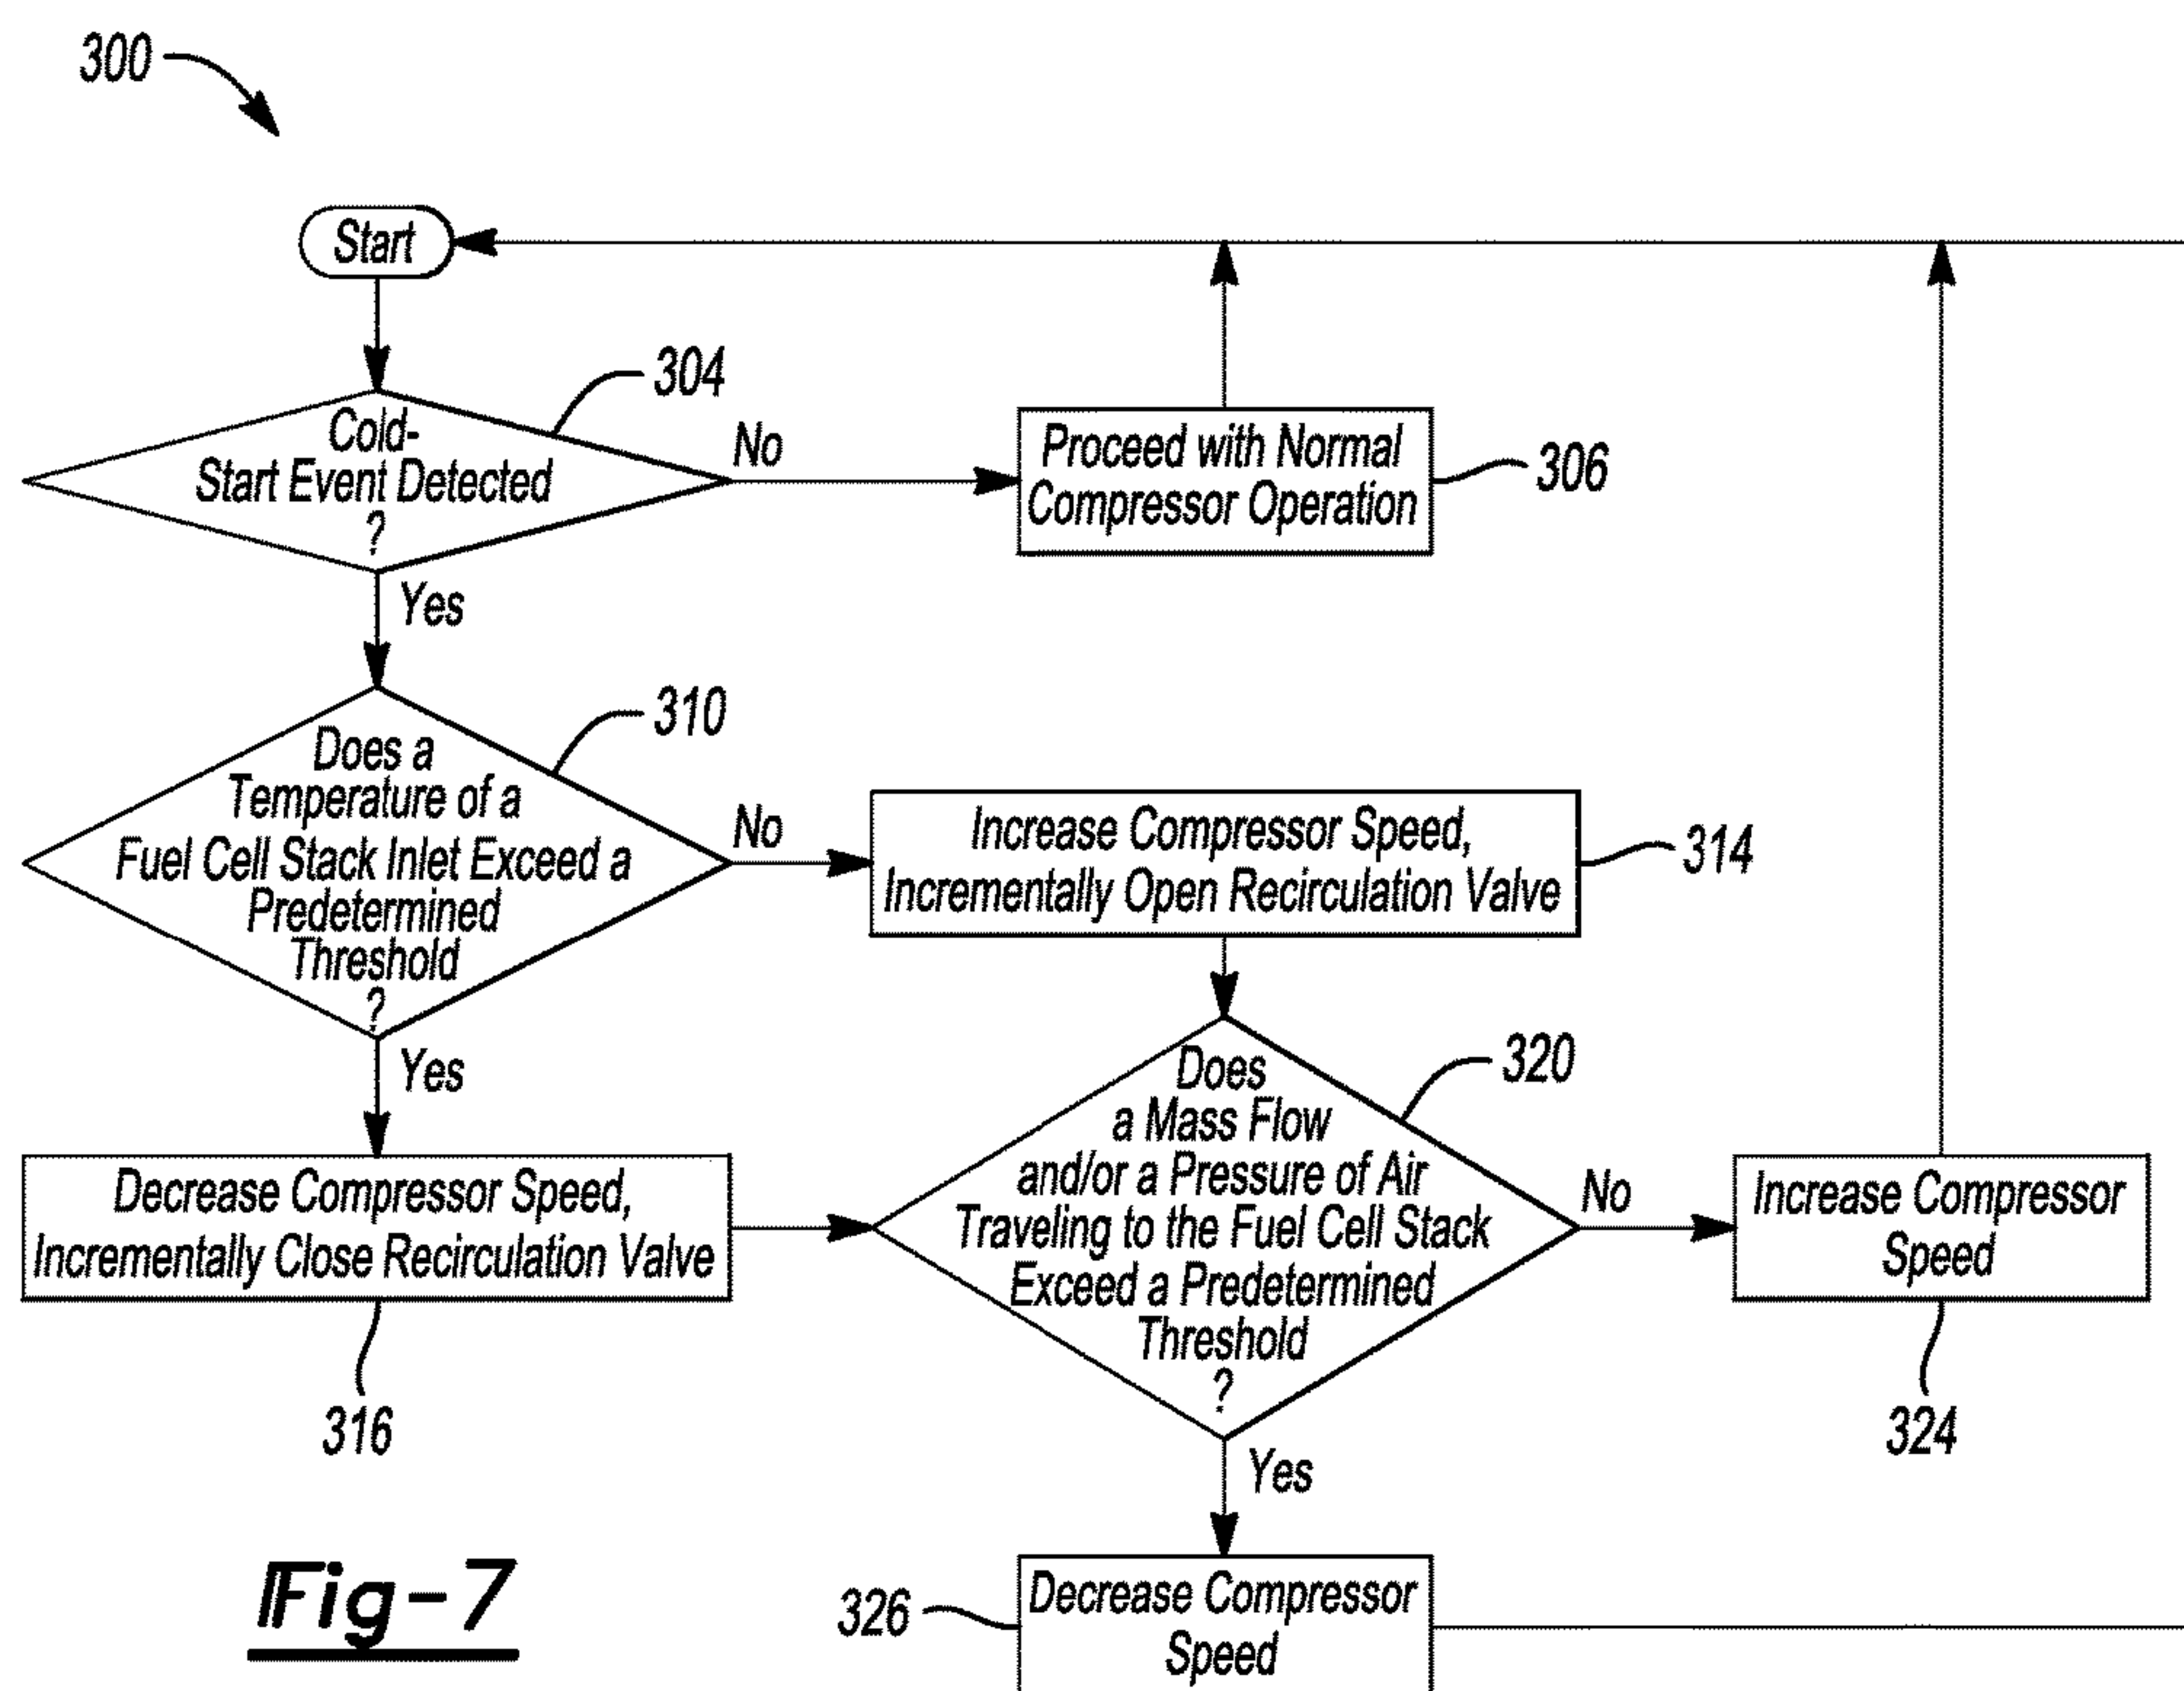 300
Start
304
Cold-
Start Event Detected
?
No
Proceed with Normal
Compressor Operation
306
Yes
310
Does a
Temperature of a
Fuel Cell Stack Inlet Exceed a
Predetermined
Threshold
?
No
Increase Compressor Speed,
Incrementally Open Recirculation Valve
314
Yes
320
Does
a Mass Flow
and/or a Pressure of Air
Traveling to the Fuel Cell Stack
Exceed a Predetermined
Threshold
?
Decrease Compressor Speed,
Incrementally Close Recirculation Valve
316
No
Increase Compressor
Speed
324
Yes
326
Decrease Compressor
Speed
Fig-7